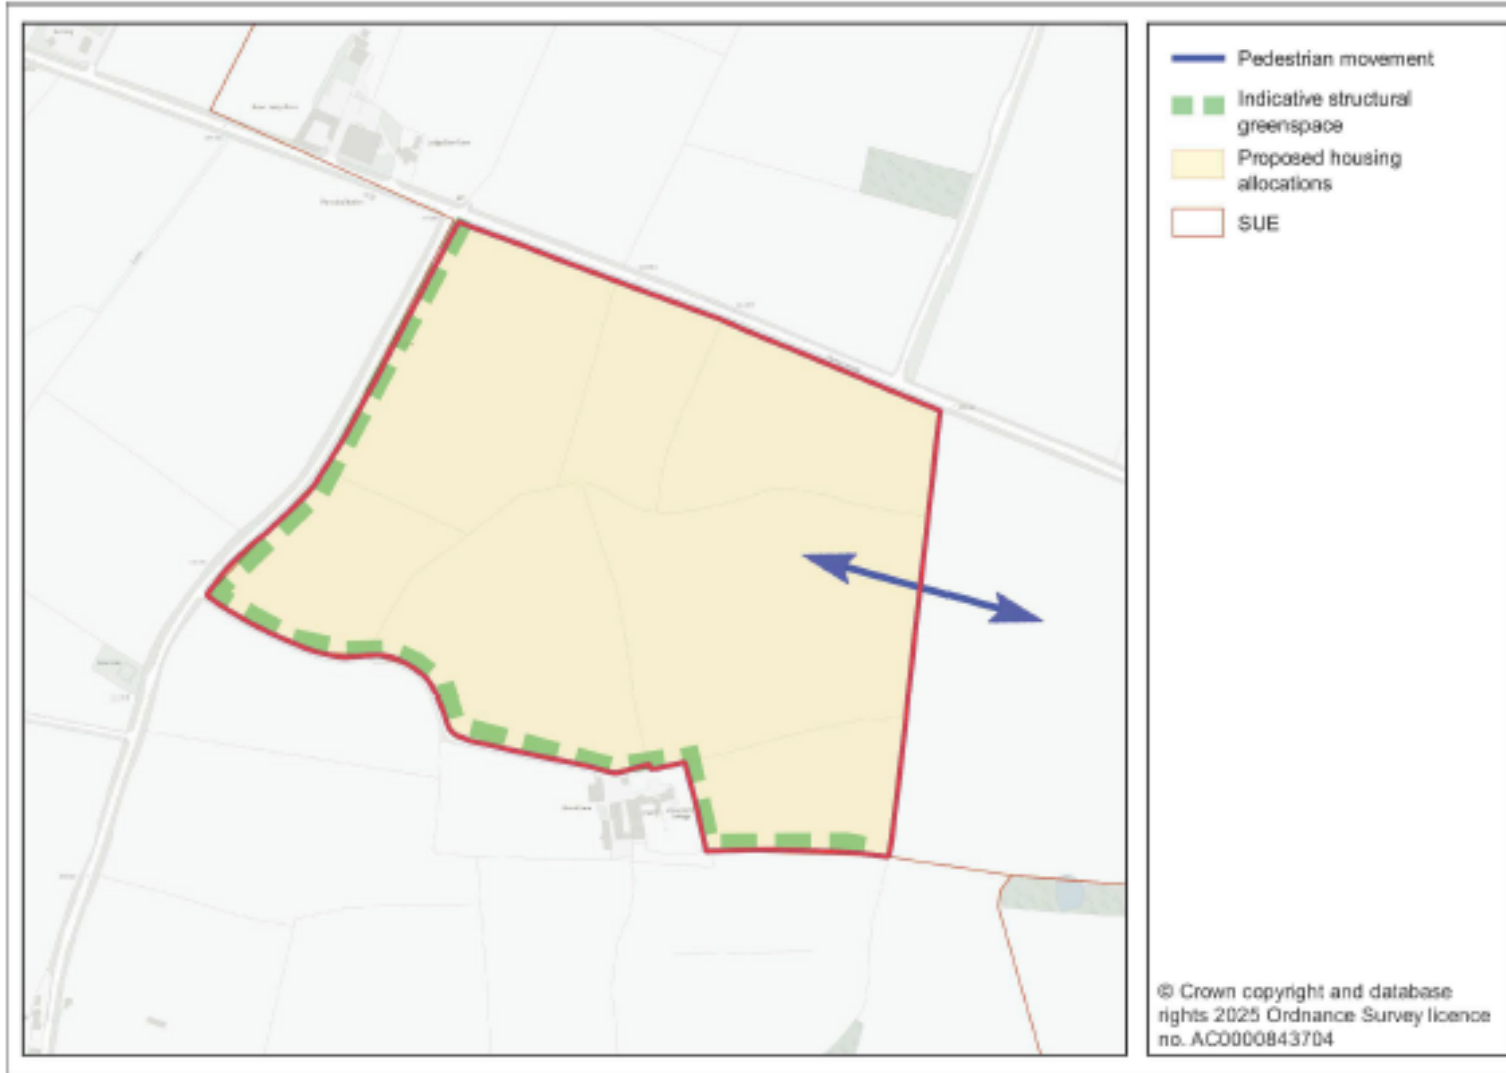 Pedestrian movement
Indicative structural
greenspace
Proposed housing
allocations
SUE
© Crown copyright and database
rights 2025 Ordnance Survey licence
no. AC0000843704